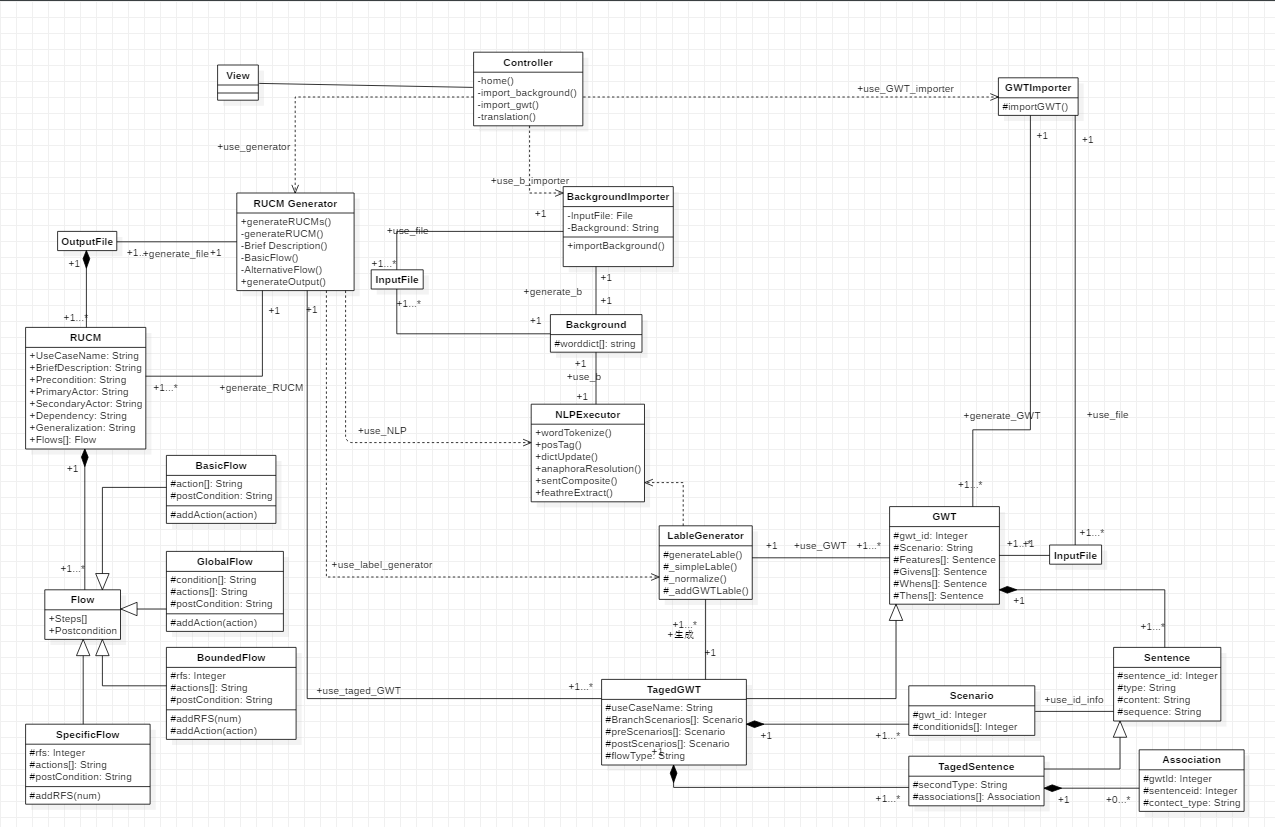 View
Controller
-home()
-import_background()
-import_gwt()
-translation()
+use_GWT_importer
GWTImporter
#importGWT()
+1
+1
+use_generator
+use_b_importer
RUCM Generator
+generateRUCMs()
-generateRUCM()
-Brief Description()
-BasicFlow()
-AlternativeFlow()
+generateOutput()
BackgroundImporter
-InputFile: File
-Background: String
+importBackground()
+1
+use_file
+1...*
InputFile
+1...*
+1
OutputFile
+1..
+generate_file
+1
+1
+1...*
+1
+generate_b
+1
Background
#worddict[]: string
+1
+use_b
+1
+1
+1
RUCM
+UseCaseName: String
+BriefDescription: String
+Precondition: String
+PrimaryActor: String
+SecondaryActor: String
+Dependency: String
+Generalization: String
+Flows[]: Flow
+1...*
+generate_RUCM
+use_NLP
NLPExecutor
+wordTokenize()
+posTag()
+dictUpdate()
+anaphoraResolution()
+sentComposite()
+feathreExtract()
+generate_GWT
+use_file
+1...*
+1
BasicFlow
#action[]: String
#postCondition: String
#addAction(action)
GWT
#gwt_id: Integer
#Scenario: String
#Features[]: Sentence
#Givens[]: Sentence
#Whens[]: Sentence
#Thens[]: Sentence
+1...*
+1..
+1
InputFile
LableGenerator
#generateLable()
#_simpleLable()
#_normalize()
#_addGWTLable()
+1
+use_GWT
+1...*
+use_label_generator
GlobalFlow
#condition[]: String
#actions[]: String
#postCondition: String
#addAction(action)
+1...*
Flow
+Steps[]
+Postcondition
+1
+1...*
+1...*
+生成
+1
BoundedFlow
#rfs: Integer
#actions[]: String
#postCondition: String
#addRFS(num)
#addAction(action)
+use_taged_GWT
+1...*
TagedGWT
#useCaseName: String
#BranchScenarios[]: Scenario
#preScenarios[]: Scenario
#postScenarios[]: Scenario
#flowType: String
+1
+1
+1...*
Scenario
#gwt_id: Integer
#conditionids[]: Integer
+use_id_info
Sentence
#sentence_id: Integer
#type: String
#content: String
#sequence: String
SpecificFlow
#rfs: Integer
#actions[]: String
#postCondition: String
#addRFS(num)
+1...*
TagedSentence
#secondType: String
#associations[]: Association
+1
+0...*
Association
#gwtId: Integer
#sentenceid: Integer
#contect_type: String